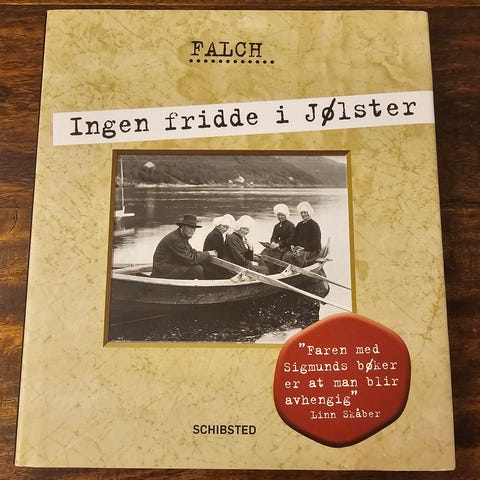 FALCH
Ingen fridde i Jølster
"Faren med
Sigmunds bøker
er at man blir
avhengig"
Linn Skåber
SCHIBSTED